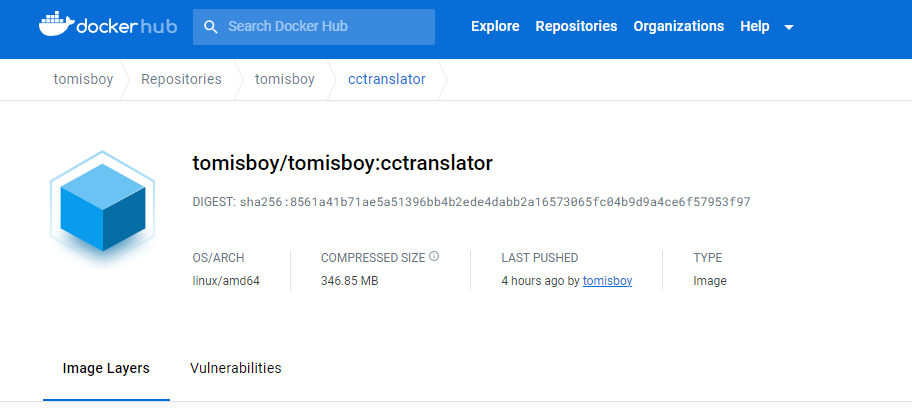 dockerhub Search Docker Hub Explore Repositories Organizations Help
tomisboy Repositories tomisboy cctranslator
tomisboy/tomisboy:cctranslator
DIGEST: sha256:8561a41b71ae5a51396bb4b2ede4dabb2a16573065fc04b9d9a4ce6f57953f97
OS/ARCH COMPRESSED SIZE LAST PUSHED TYPE
linux/amd64 346.85 MB 4 hours ago by tomisboy Image
Image Layers Vulnerabilities